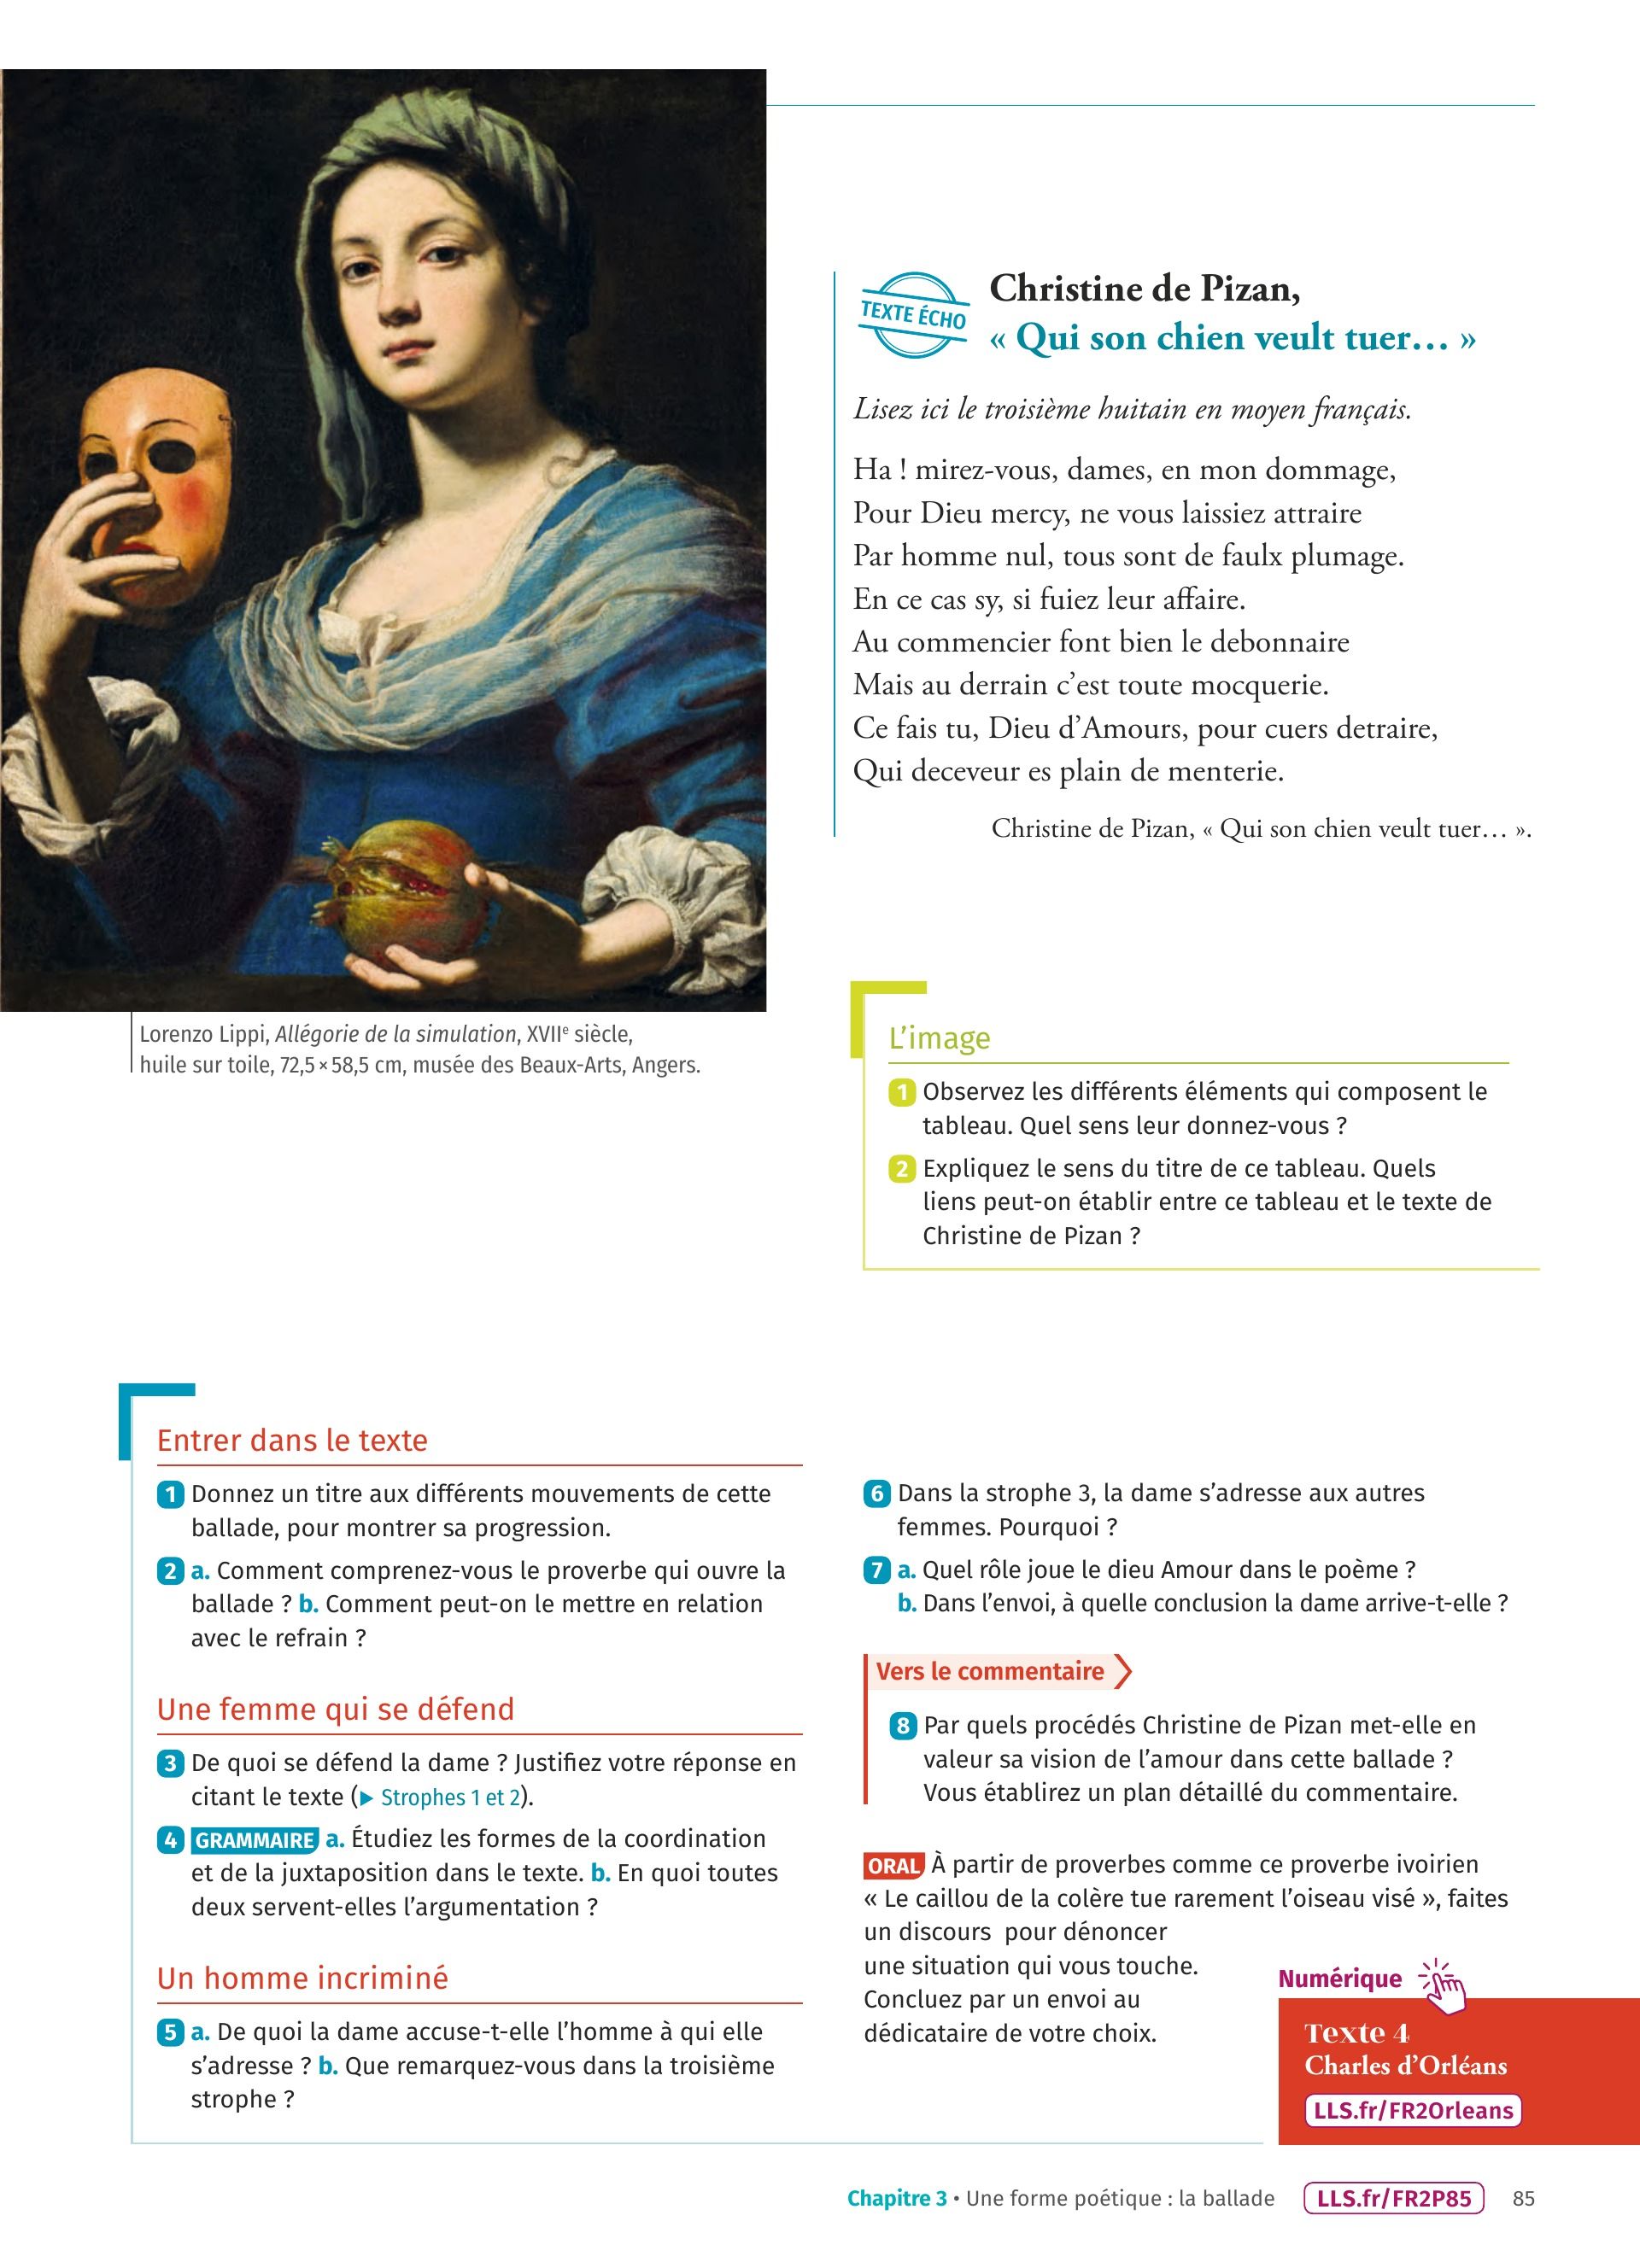 TEXTE ÉCHO
Christine de Pizan,
« Qui son chien veult tuer… »
Lisez ici le troisième huitain en moyen français.
Ha ! mirez-vous, dames, en mon dommage,
Pour Dieu mercy, ne vous laissiez attraire
Par homme nul, tous sont de faulx plumage.
En ce cas sy, si fuiez leur affaire.
Au commencier font bien le debonnaire
Mais au derrain c’est toute mocquerie.
Ce fais tu, Dieu d’Amours, pour cuers detraire,
Qui deceveur es plain de menterie.
Christine de Pizan, « Qui son chien veult tuer… ».
Lorenzo Lippi, Allégorie de la simulation, XVIIe siècle,
huile sur toile, 72,5 × 58,5 cm, musée des Beaux-Arts, Angers.
L’image
1 Observez les différents éléments qui composent le
tableau. Quel sens leur donnez-vous ?
2 Expliquez le sens du titre de ce tableau. Quels
liens peut-on établir entre ce tableau et le texte de
Christine de Pizan ?
Entrer dans le texte
1 Donnez un titre aux différents mouvements de cette
ballade, pour montrer sa progression.
2 a. Comment comprenez-vous le proverbe qui ouvre la
ballade ? b. Comment peut-on le mettre en relation
avec le refrain ?
Une femme qui se défend
3 De quoi se défend la dame ? Justifiez votre réponse en
citant le texte (▶ Strophes 1 et 2).
4 GRAMMAIRE a. Étudiez les formes de la coordination
et de la juxtaposition dans le texte. b. En quoi toutes
deux servent-elles l’argumentation ?
Un homme incriminé
5 a. De quoi la dame accuse-t-elle l’homme à qui elle
s’adresse ? b. Que remarquez-vous dans la troisième
strophe ?
6 Dans la strophe 3, la dame s’adresse aux autres
femmes. Pourquoi ?
7 a. Quel rôle joue le dieu Amour dans le poème ?
b. Dans l’envoi, à quelle conclusion la dame arrive-t-elle ?
Vers le commentaire
8 Par quels procédés Christine de Pizan met-elle en
valeur sa vision de l’amour dans cette ballade ?
Vous établirez un plan détaillé du commentaire.
ORAL À partir de proverbes comme ce proverbe ivoirien
« Le caillou de la colère tue rarement l’oiseau visé », faites
un discours pour dénoncer
une situation qui vous touche.
Concluez par un envoi au
dédicataire de votre choix.
Numérique
Texte 4
Charles d’Orléans
LLS.fr/FR2Orleans
Chapitre 3 • Une forme poétique : la ballade LLS.fr/FR2P85 85